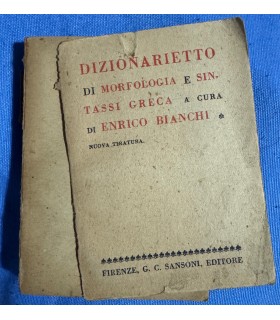 DIZIONARIETTO
DI MORFOLOGIA E SIN-
TASSI GRECA A CURA
DI ENRICO BIANCHI
NUOVA TIRATURA
FIRENZE, G. C. SANSONI, EDITORE